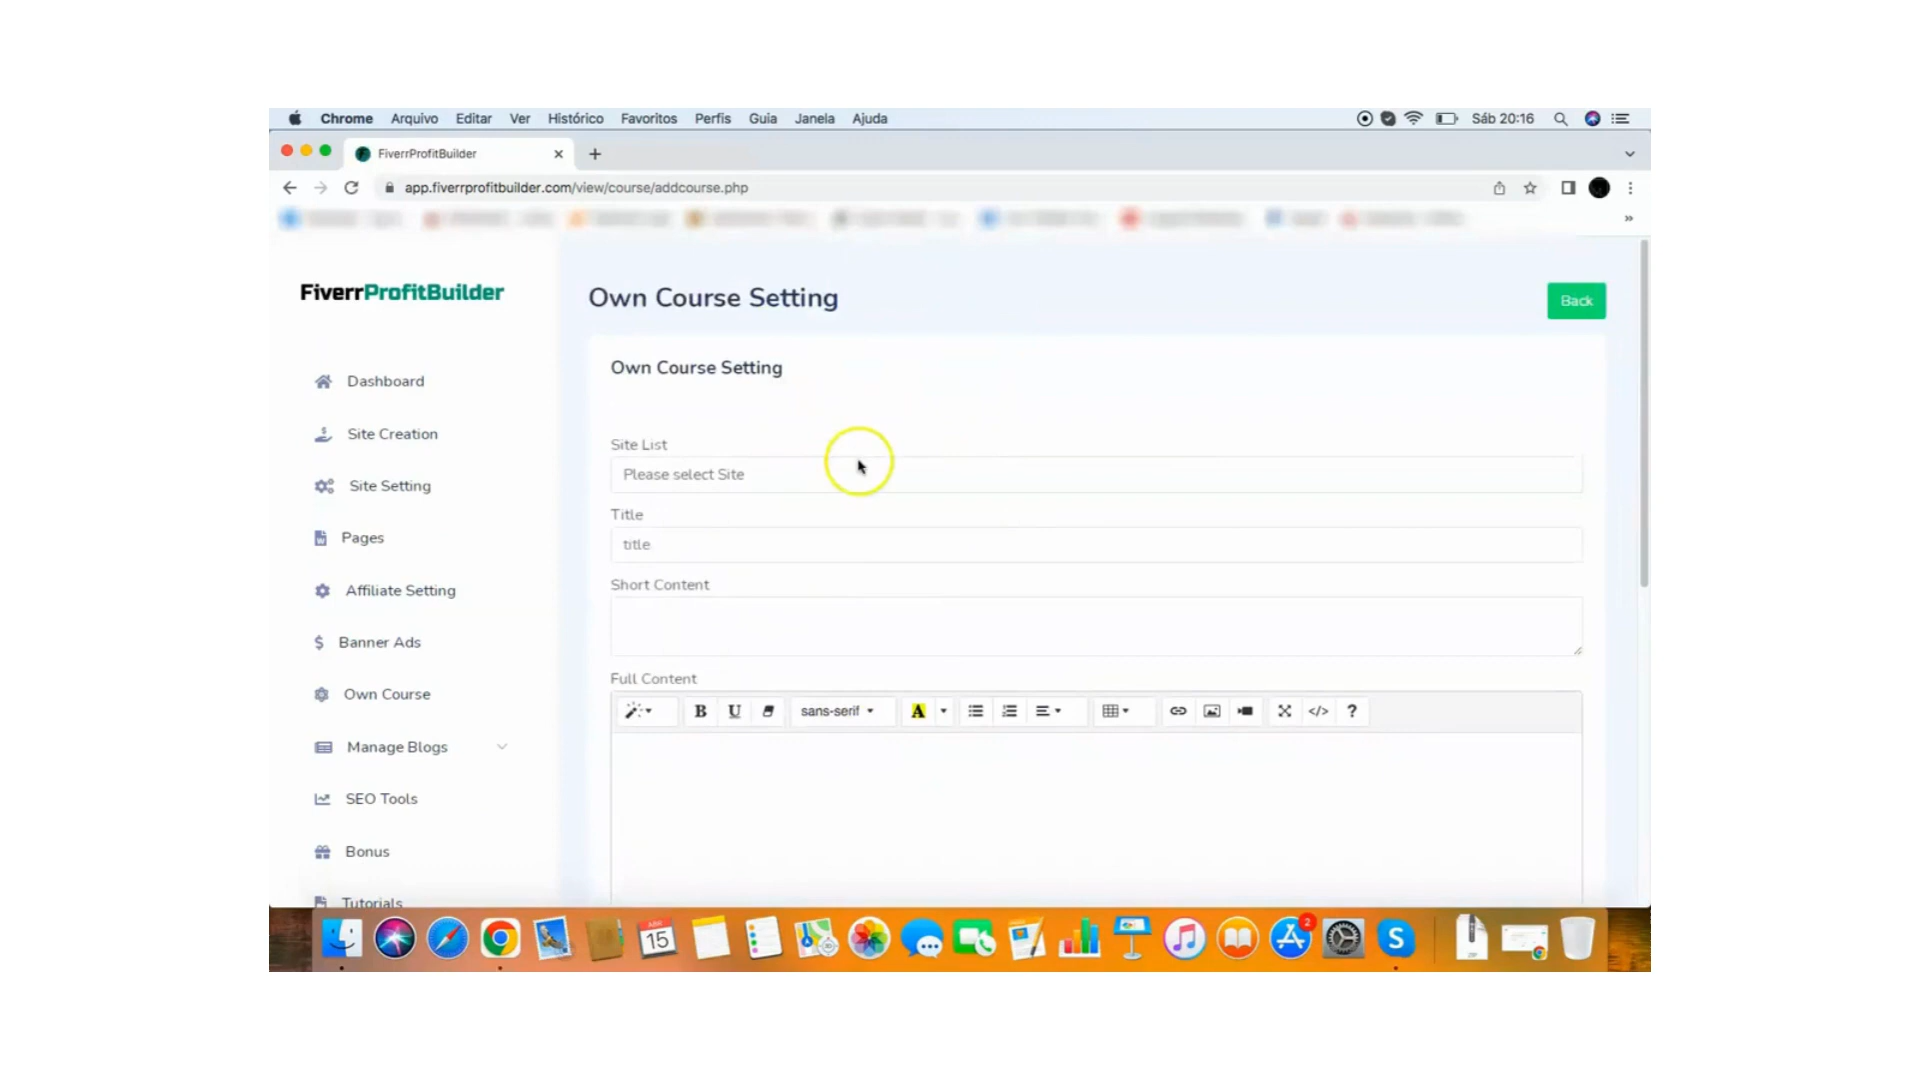 Chrome Arquivo Editar Ver Histórico Favoritos Perfis Guia Janela Ajuda Sáb 20:16
FiverrProfitBuilder
app.fiverrprofitbuilder.com/view/course/addcourse.php
»
FiverrProfitBuilder
Dashboard
Site Creation
Site Setting
Pages
Affiliate Setting
Banner Ads
Own Course
Manage Blogs
SEO Tools
Bonus
Tutorials
Own Course Setting
Back
Own Course Setting
Site List
Please select Site
Title
title
Short Content
Full Content
B U sans-serif A </> ?
15
2
S